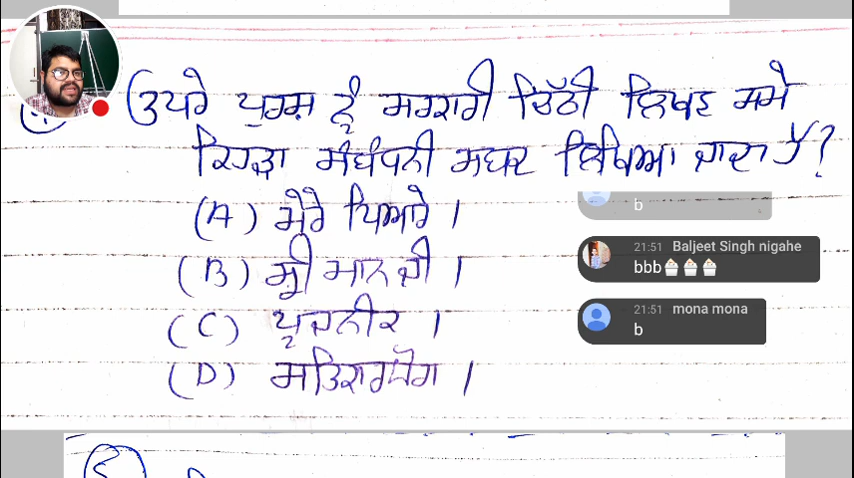 ਓਪਰੇ ਪੁਰਸ਼ ਨੂੰ ਸਰਕਾਰੀ ਚਿੱਠੀ ਲਿਖਣ ਸਮੇ
ਕਿਹੜਾ ਸੰਬੰਧਨੀ ਸ਼ਬਦ ਲਿਖਿਆ ਜਾਂਦਾ ਹੈ?
(A) ਮੇਰੇ ਪਿਆਰੇ ।
b
(B) ਸ੍ਰੀ ਮਾਨ ਜੀ ।
21:51 Baljeet Singh nigahe
bbb🧁🧁🧁
(C) ਪੂਜਨੀਕ ।
21:51 mona mona
b
(D) ਸਤਿਕਾਰਯੋਗ ।